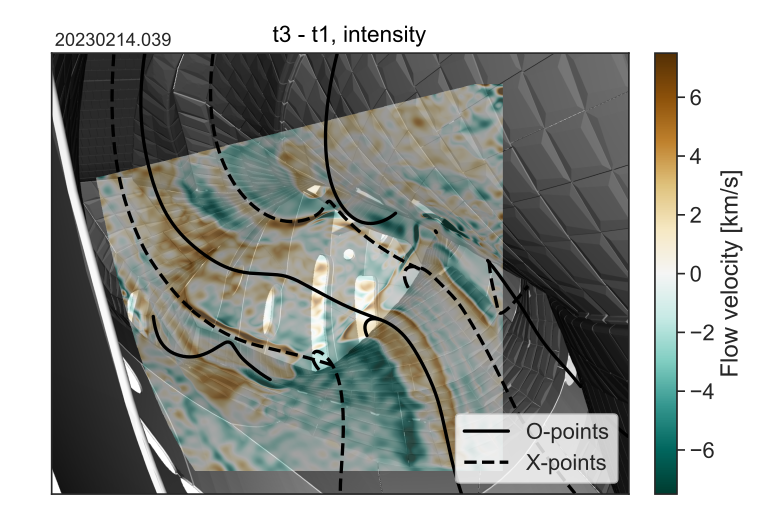 20230214.039
t3 - t1, intensity
6
4
2
0
−2
−4
−6
Flow velocity [km/s]
O-points
X-points